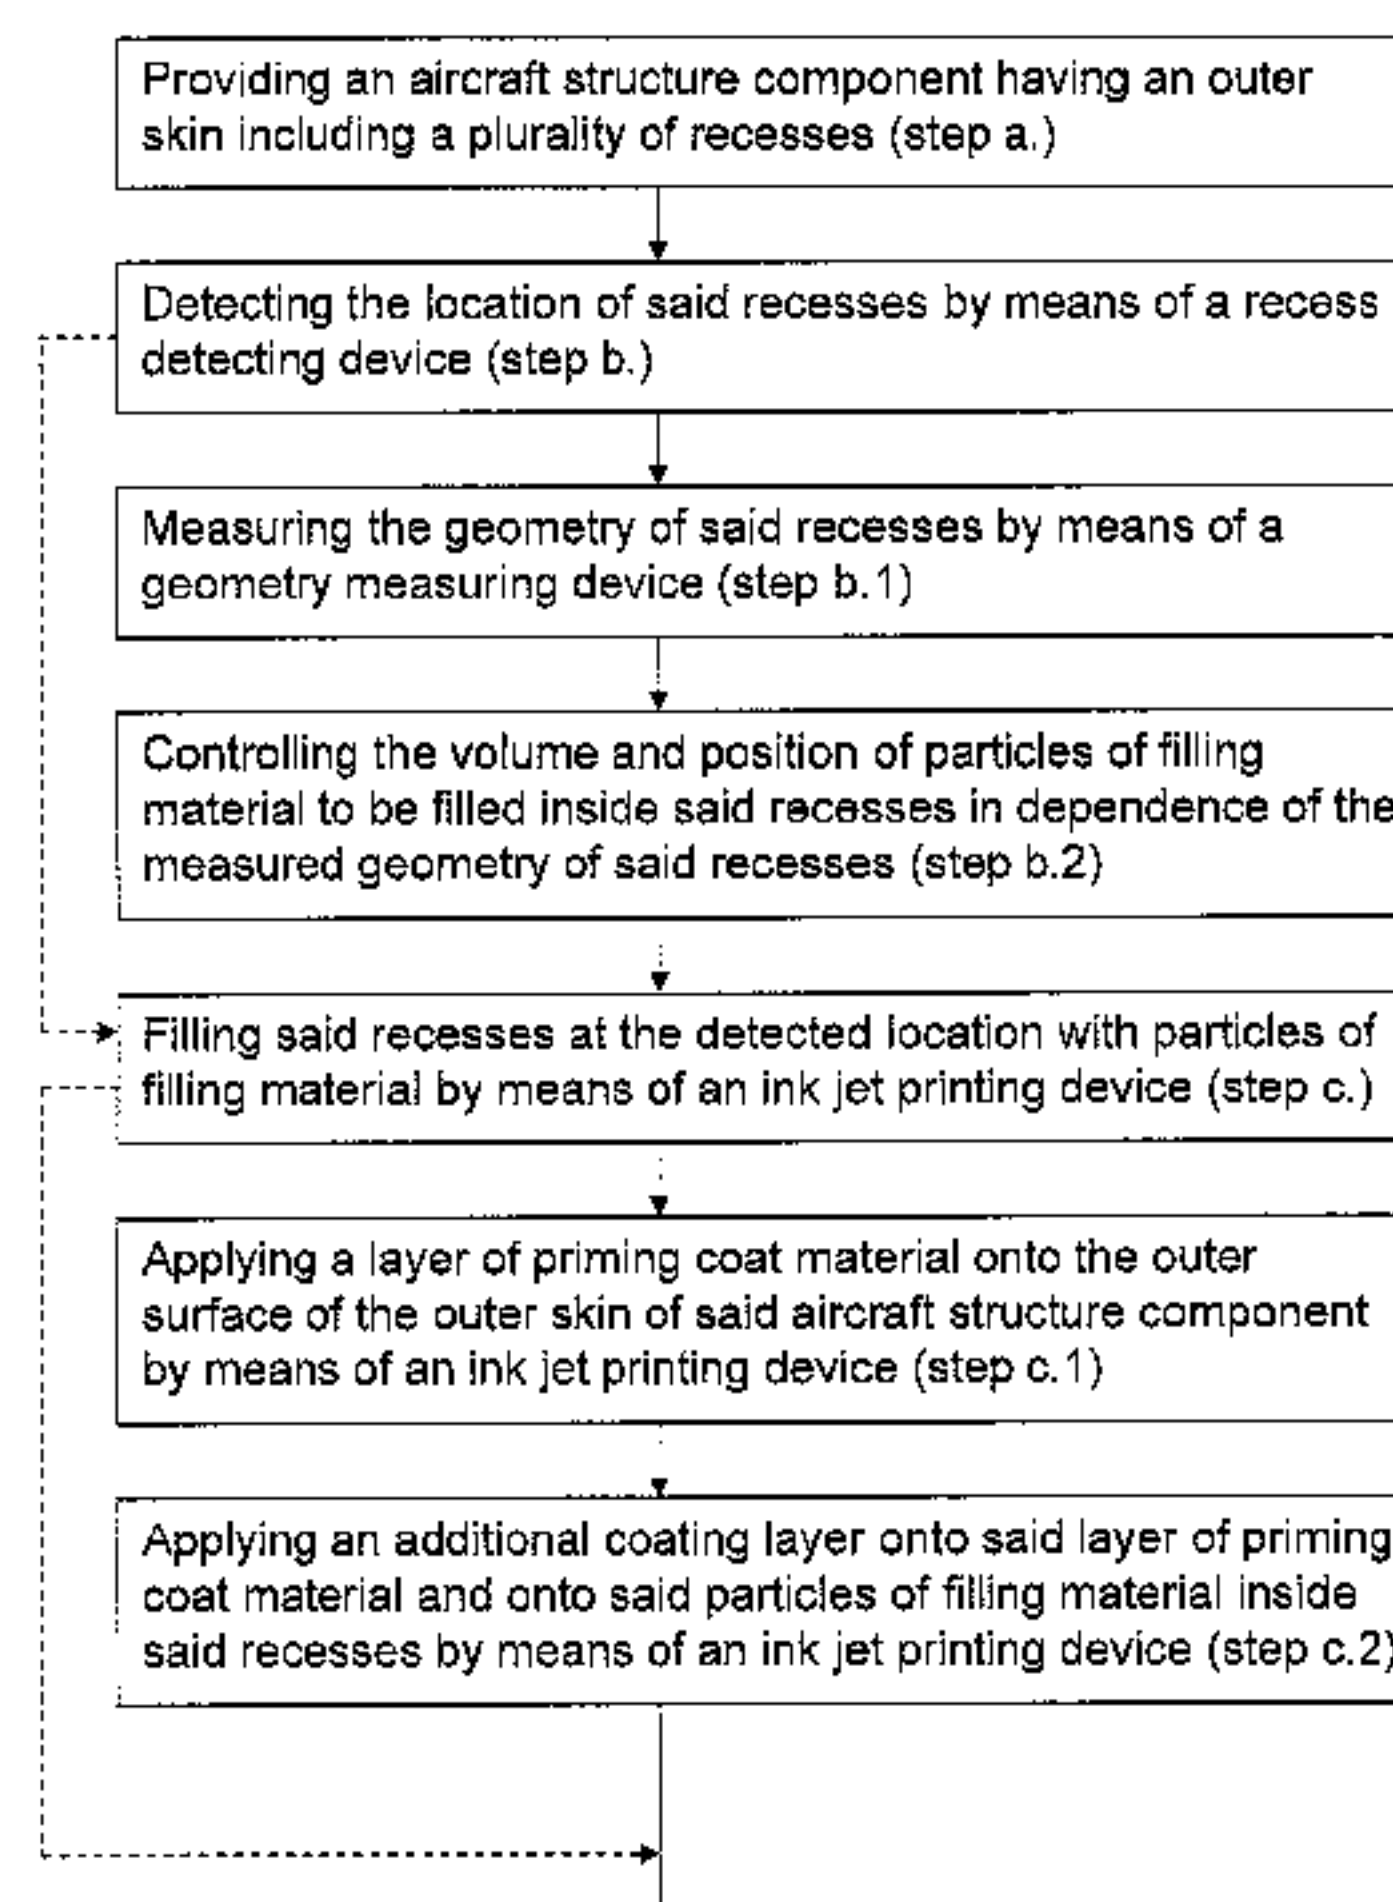 Providing an aircraft structure component having an outer
skin including a plurality of recesses (step a.)
Detecting the location of said recesses by means of a recess
detecting device (step b.)
Measuring the geometry of said recesses by means of a
geometry measuring device (step b.1)
Controlling the volume and position of particles of filling
material to be filled inside said recesses in dependence of the
measured geometry of said recesses (step b.2)
Filling said recesses at the detected location with particles of
filling material by means of an ink jet printing device (step c.)
Applying a layer of priming coat material onto the outer
surface of the outer skin of said aircraft structure component
by means of an ink jet printing device (step c.1)
Applying an additional coating layer onto said layer of priming
coat material and onto said particles of filling material inside
said recesses by means of an ink jet printing device (step c.2)